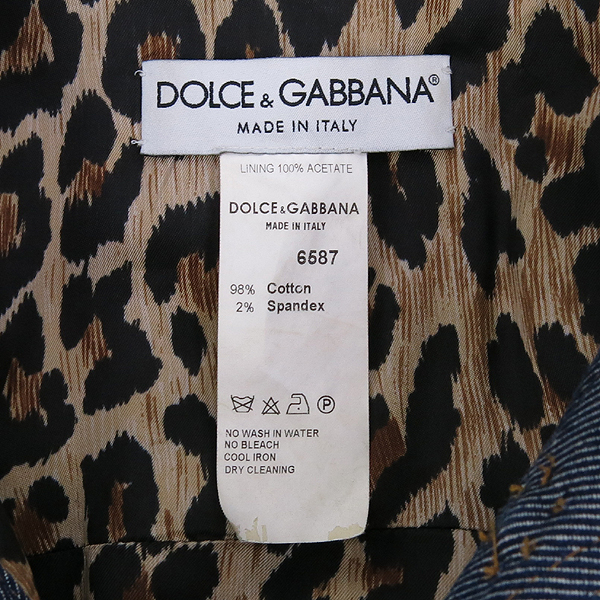 DOLCE & GABBANA®
MADE IN ITALY
LINING 100% ACETATE
DOLCE & GABBANA
MADE IN ITALY
6587
98% Cotton
2% Spandex
P
NO WASH IN WATER
NO BLEACH
COOL IRON
DRY CLEANING